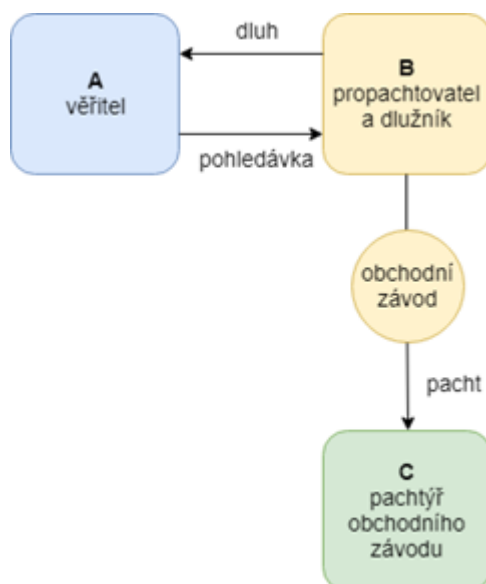 dluh
A
věřitel
B
propachtovatel
a dlužník
pohledávka
obchodní
závod
pacht
C
pachtýř
obchodního
závodu